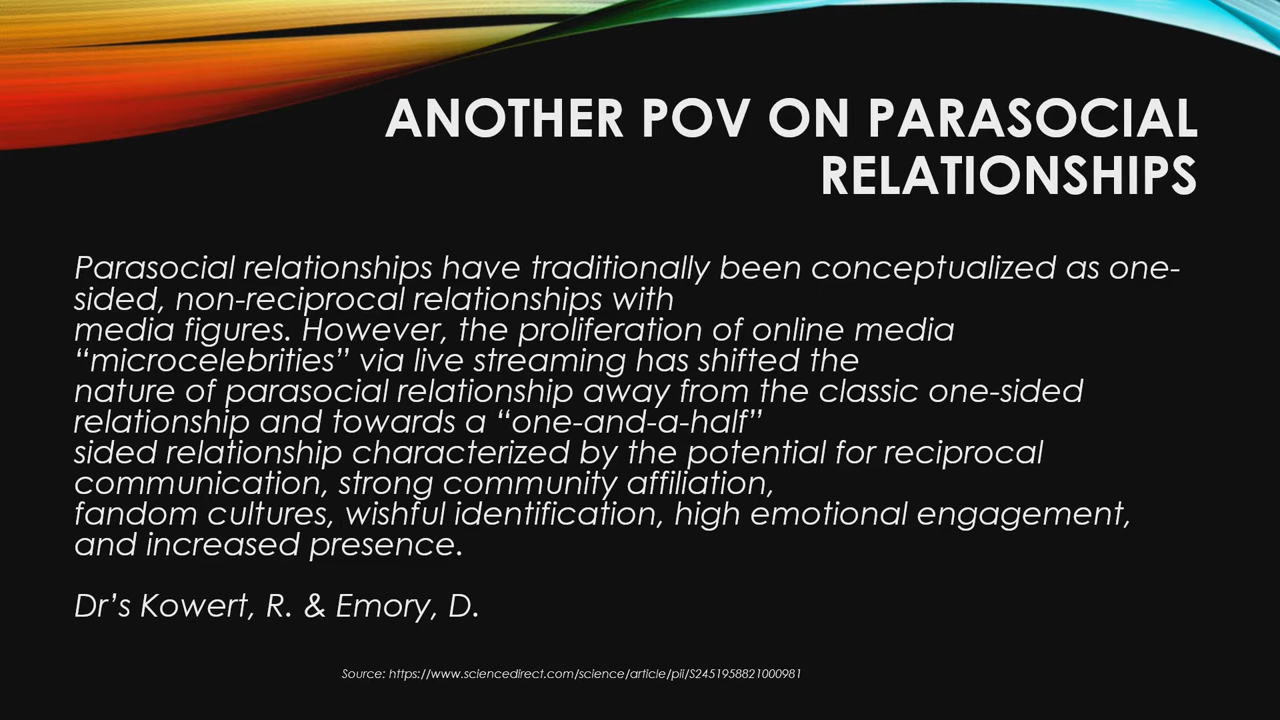 ANOTHER POV ON PARASOCIAL
RELATIONSHIPS
Parasocial relationships have traditionally been conceptualized as one-
sided, non-reciprocal relationships with
media figures. However, the proliferation of online media
“microcelebrities” via live streaming has shifted the
nature of parasocial relationship away from the classic one-sided
relationship and towards a “one-and-a-half”
sided relationship characterized by the potential for reciprocal
communication, strong community affiliation,
fandom cultures, wishful identification, high emotional engagement,
and increased presence.
Dr’s Kowert, R. & Emory, D.
Source: https://www.sciencedirect.com/science/article/pii/S2451958821000981